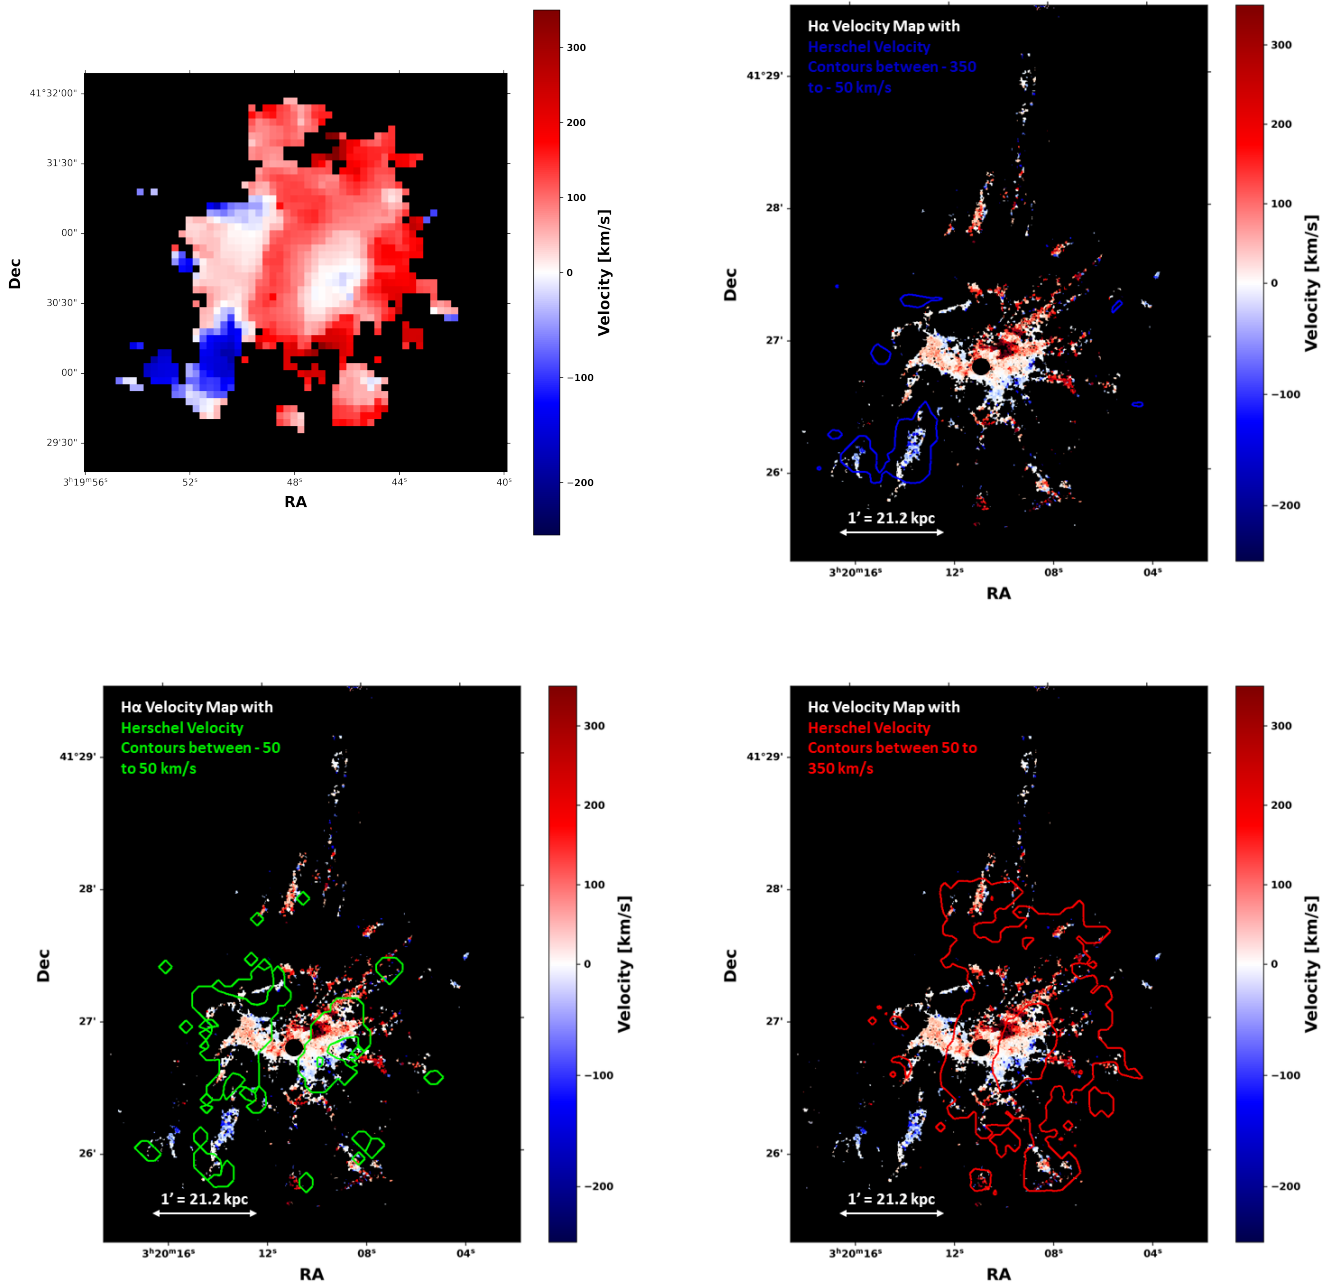 41°32'00"
31'30"
00"
30'30"
00"
29'30"
Dec
3ʰ19ᵐ56ˢ
52ˢ
48ˢ
44ˢ
40ˢ
RA
300
200
100
0
−100
−200
Velocity [km/s]
Hα Velocity Map with
Herschel Velocity
Contours between - 350
to - 50 km/s
41°29'
28'
27'
26'
Dec
1’ = 21.2 kpc
3ʰ20ᵐ16ˢ
12ˢ
08ˢ
04ˢ
RA
300
200
100
0
−100
−200
Velocity [km/s]
Hα Velocity Map with
Herschel Velocity
Contours between - 50
to 50 km/s
41°29'
28'
27'
26'
Dec
1’ = 21.2 kpc
3ʰ20ᵐ16ˢ
12ˢ
08ˢ
04ˢ
RA
300
200
100
0
−100
−200
Velocity [km/s]
Hα Velocity Map with
Herschel Velocity
Contours between 50 to
350 km/s
41°29'
28'
27'
26'
Dec
1’ = 21.2 kpc
3ʰ20ᵐ16ˢ
12ˢ
08ˢ
04ˢ
RA
300
200
100
0
−100
−200
Velocity [km/s]